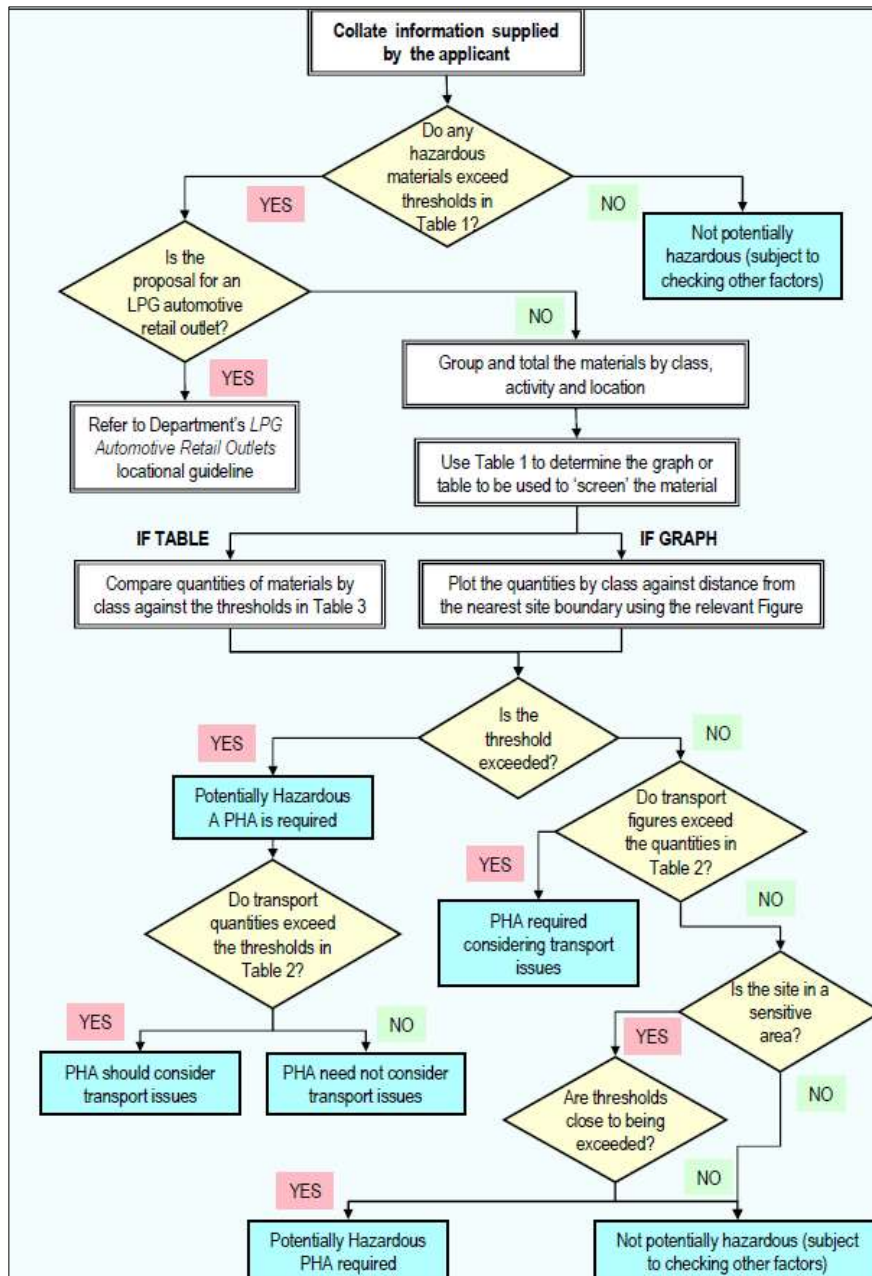 Collate information supplied
by the applicant
Do any
hazardous
materials exceed
thresholds in
Table 1?
YES
NO
Not potentially
hazardous (subject to
checking other factors)
Is the
proposal for an
LPG automotive
retail outlet?
NO
YES
Group and total the materials by class,
activity and location
Refer to Department's LPG
Automotive Retail Outlets
locational guideline
Use Table 1 to determine the graph or
table to be used to 'screen' the material
IF TABLE
IF GRAPH
Compare quantities of materials by
class against the thresholds in Table 3
Plot the quantities by class against distance from
the nearest site boundary using the relevant Figure
Is the
threshold
exceeded?
YES
NO
Potentially Hazardous
A PHA is required
Do transport
figures exceed
the quantities in
Table 2?
YES
NO
Do transport
quantities exceed
the thresholds in
Table 2?
PHA required
considering transport
issues
Is the site in a
sensitive
area?
YES
NO
YES
NO
PHA should consider
transport issues
PHA need not consider
transport issues
Are thresholds
close to being
exceeded?
YES
NO
Potentially Hazardous
PHA required
Not potentially hazardous (subject
to checking other factors)